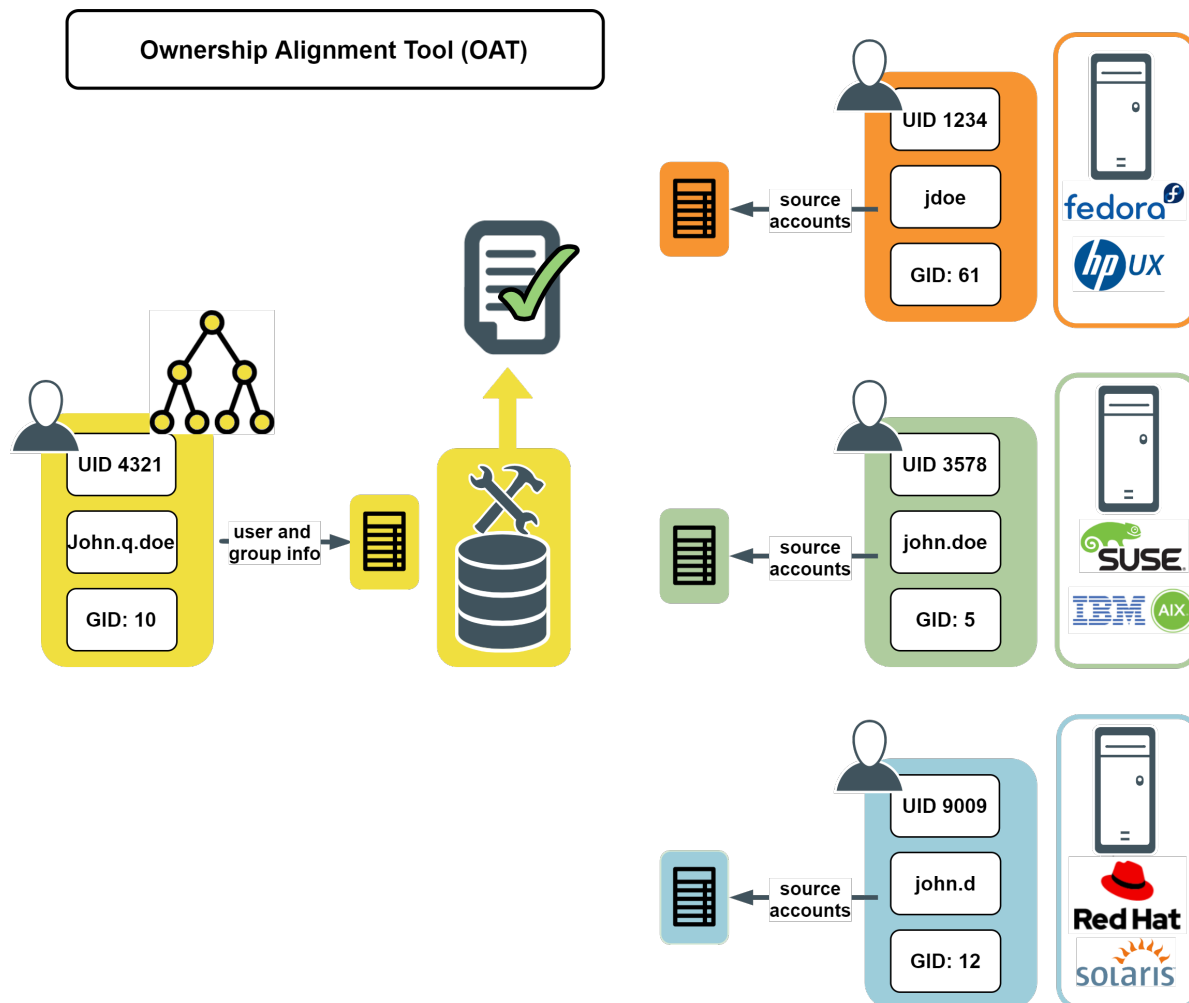 Ownership Alignment Tool (OAT)
UID 1234
jdoe
GID: 61
source
accounts
fedora
hp UX
UID 4321
John.q.doe
GID: 10
user and
group info
UID 3578
john.doe
GID: 5
source
accounts
SUSE
IBM AIX
UID 9009
john.d
GID: 12
source
accounts
Red Hat
solaris